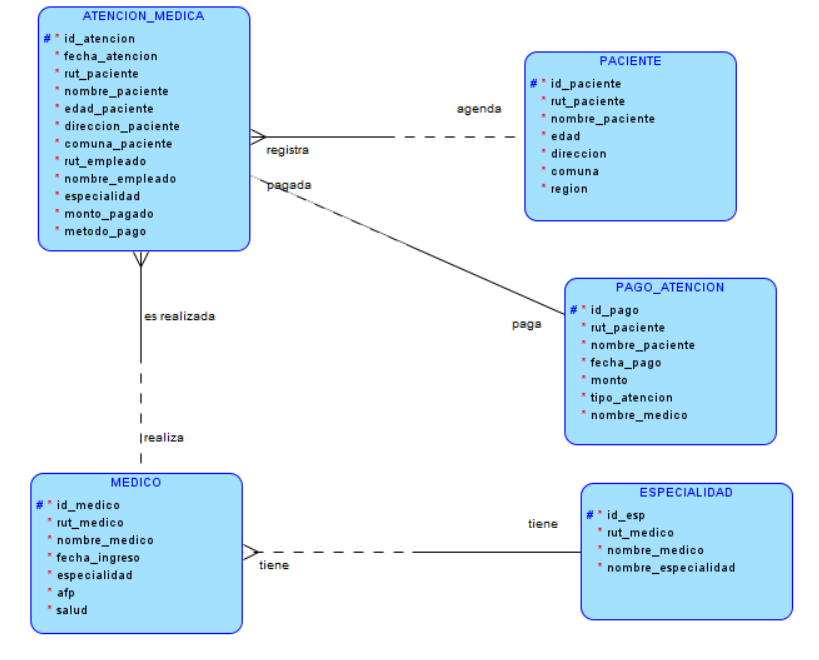 ATENCION_MEDICA
# * id_atencion
* fecha_atencion
* rut_paciente
* nombre_paciente
* edad_paciente
* direccion_paciente
* comuna_paciente
* rut_empleado
* nombre_empleado
* especialidad
* monto_pagado
* metodo_pago
PACIENTE
# * id_paciente
* rut_paciente
* nombre_paciente
* edad
* direccion
* comuna
* region
agenda
registra
pagada
paga
PAGO_ATENCION
# * id_pago
* rut_paciente
* nombre_paciente
* fecha_pago
* monto
* tipo_atencion
* nombre_medico
es realizada
realiza
MEDICO
# * id_medico
* rut_medico
* nombre_medico
* fecha_ingreso
* especialidad
* afp
* salud
tiene
tiene
ESPECIALIDAD
# * id_esp
* rut_medico
* nombre_medico
* nombre_especialidad